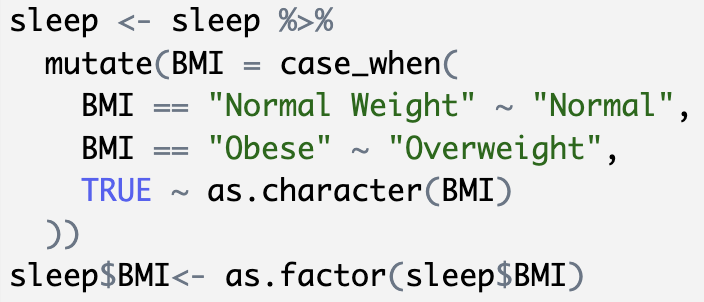 sleep <- sleep %>%
  mutate(BMI = case_when(
    BMI == "Normal Weight" ~ "Normal",
    BMI == "Obese" ~ "Overweight",
    TRUE ~ as.character(BMI)
  ))
sleep$BMI<- as.factor(sleep$BMI)